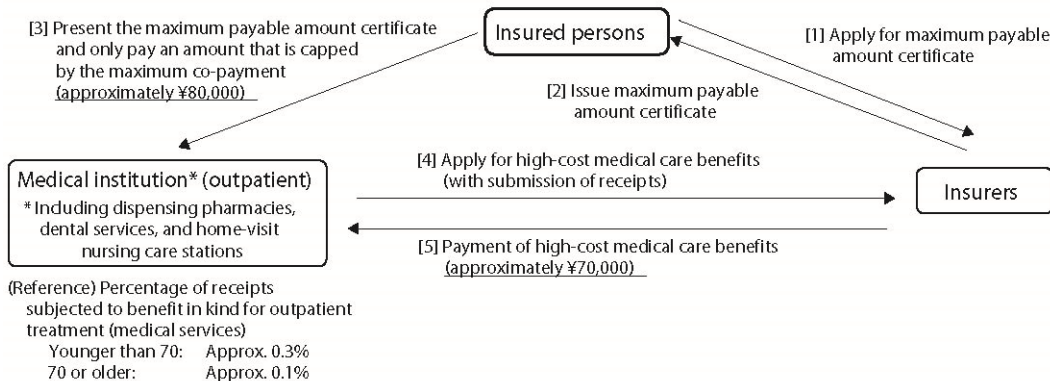 [3] Present the maximum payable amount certificate
and only pay an amount that is capped
by the maximum co-payment
(approximately ¥80,000)
Insured persons
[1] Apply for maximum payable
amount certificate
[2] Issue maximum payable
amount certificate
Medical institution* (outpatient)
* Including dispensing pharmacies,
dental services, and home-visit
nursing care stations
[4] Apply for high-cost medical care benefits
(with submission of receipts)
Insurers
[5] Payment of high-cost medical care benefits
(approximately ¥70,000)
(Reference) Percentage of receipts
subjected to benefit in kind for outpatient
treatment (medical services)
Younger than 70: Approx. 0.3%
70 or older: Approx. 0.1%